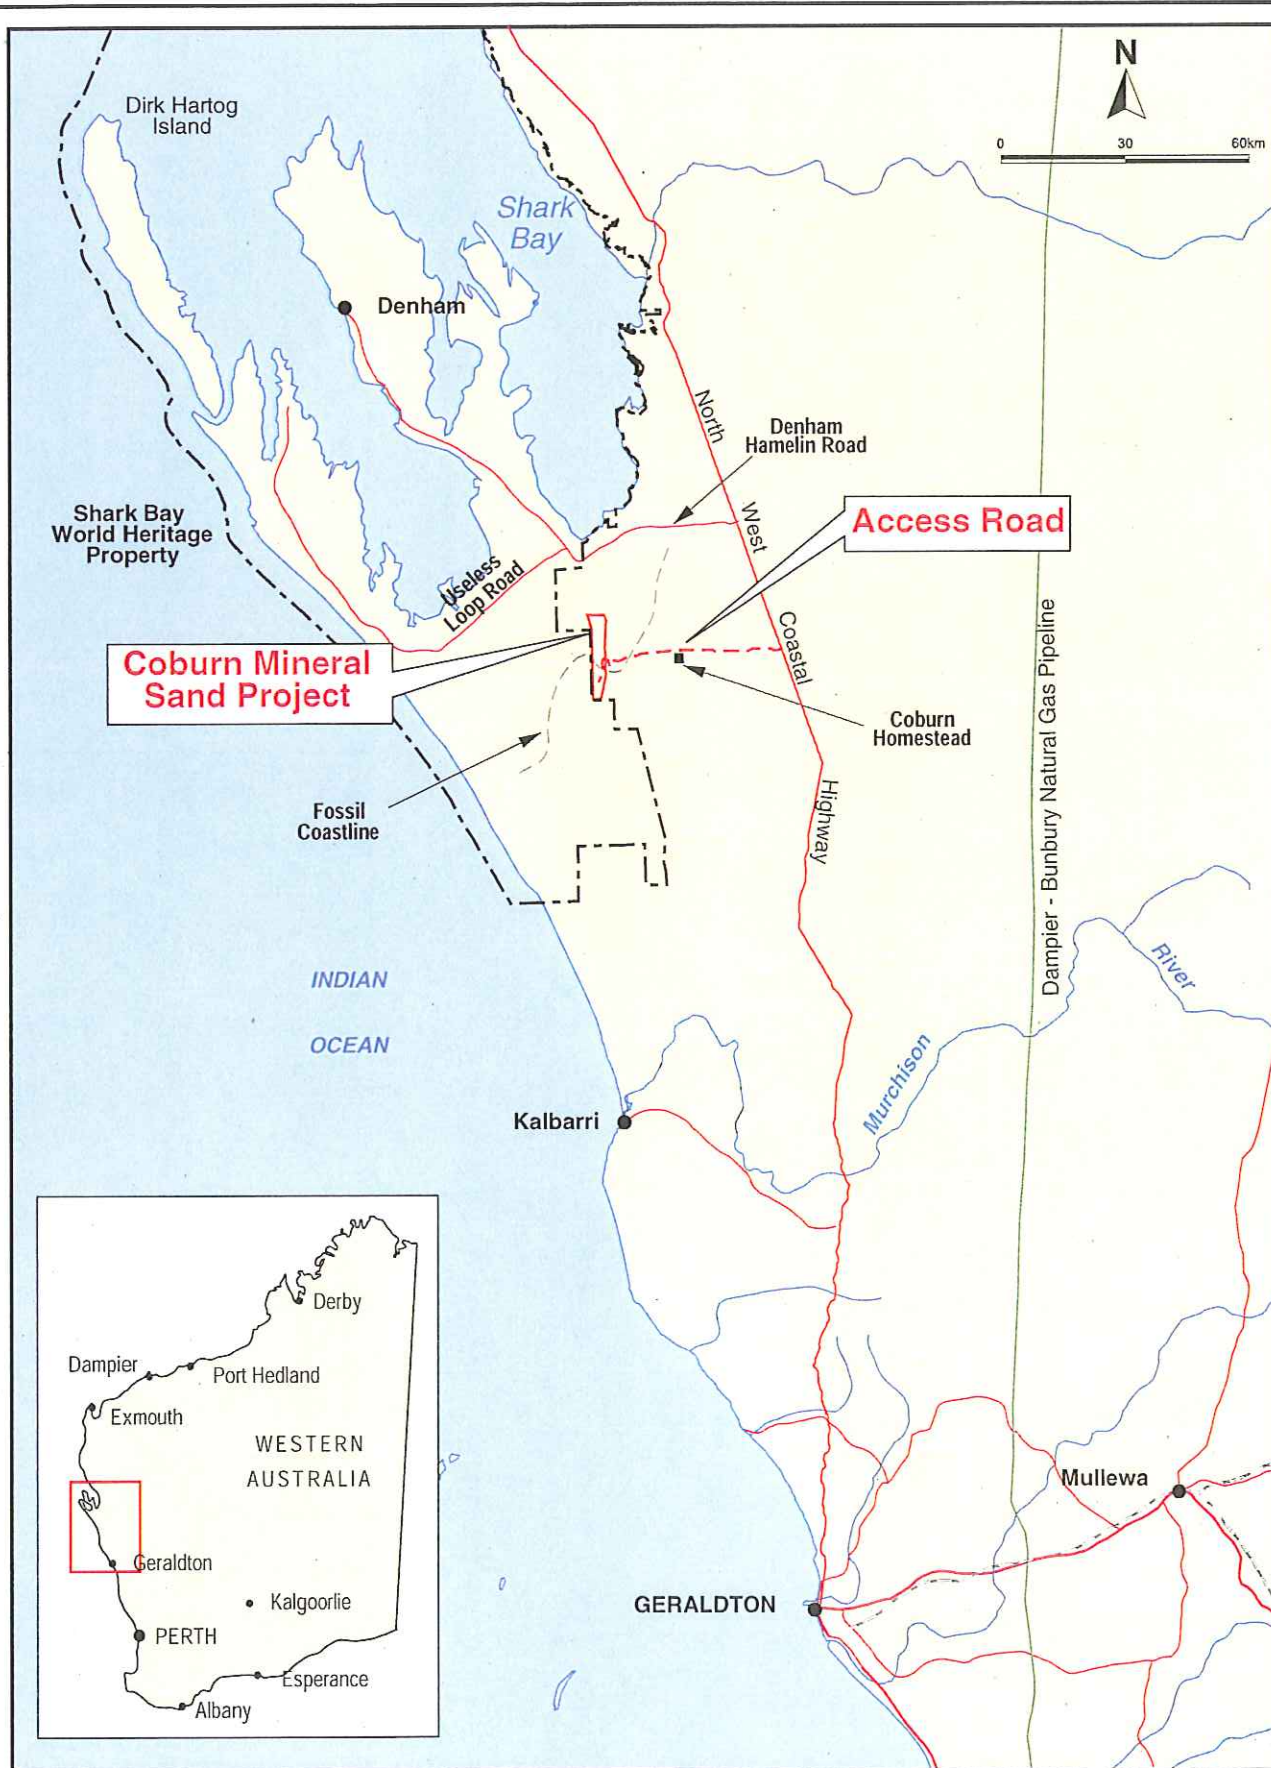 N
0 30 60km
Dirk Hartog
Island
Shark
Bay
Denham
North
West
Coastal
Highway
Denham
Hamelin Road
Access Road
Shark Bay
World Heritage
Property
Useless
Loop Road
Coburn Mineral
Sand Project
Coburn
Homestead
Fossil
Coastline
Dampier - Bunbury Natural Gas Pipeline
INDIAN
OCEAN
Murchison
River
Kalbarri
Mullewa
GERALDTON
Derby
Dampier
Port Hedland
Exmouth
WESTERN
AUSTRALIA
Geraldton
Kalgoorlie
PERTH
Esperance
Albany